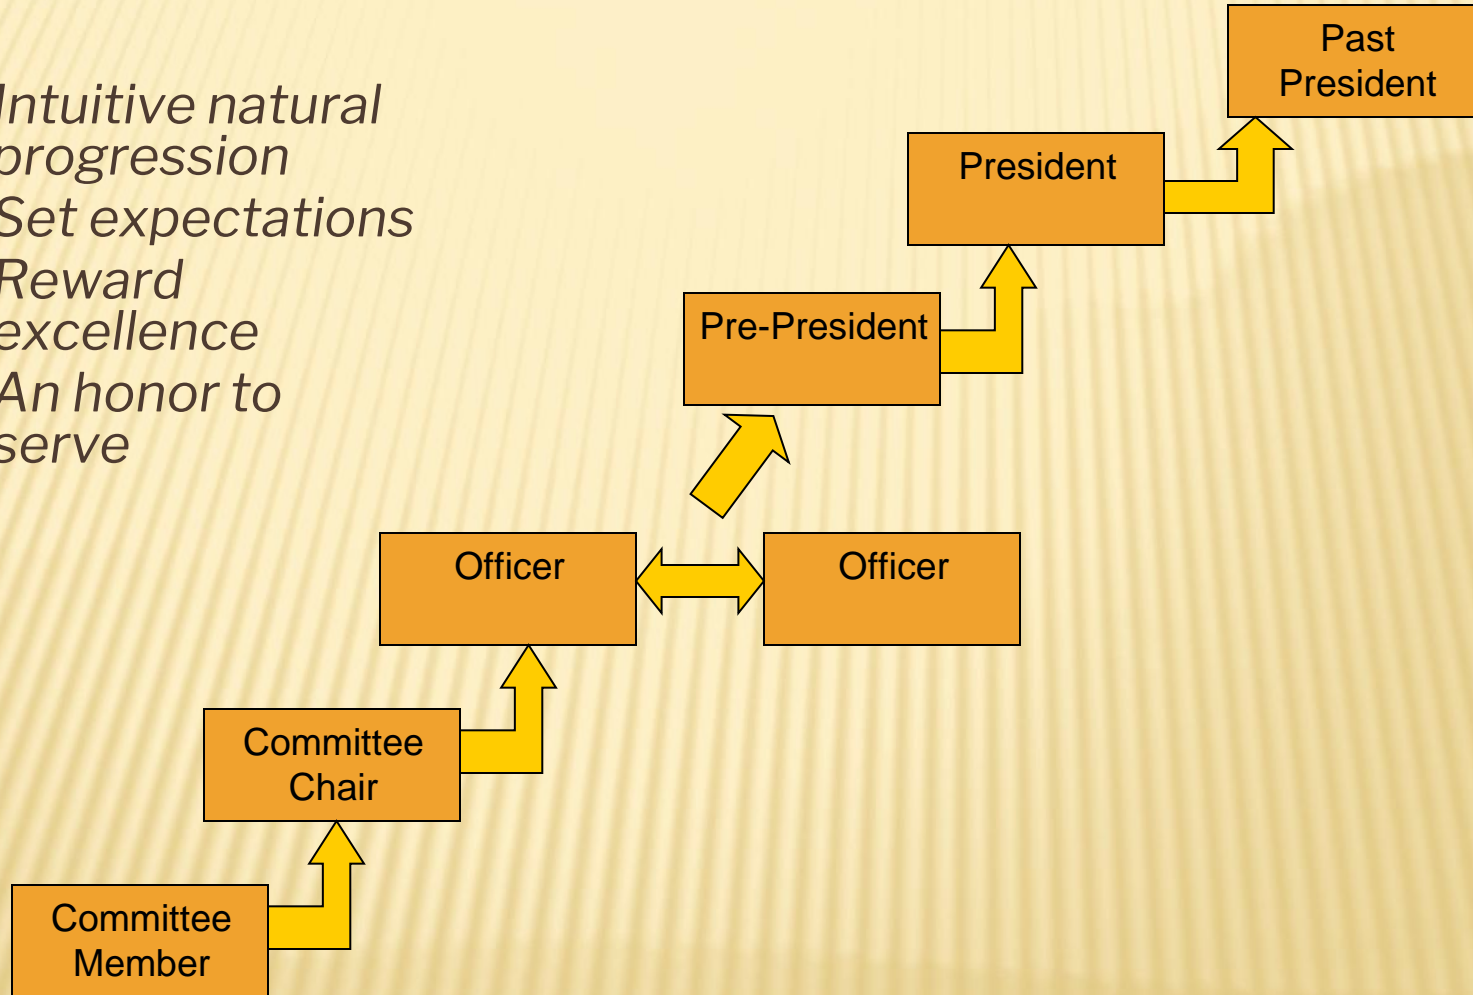 Intuitive natural
progression
Set expectations
Reward
excellence
An honor to
serve
Past
President
President
Pre-President
Officer
Officer
Committee
Chair
Committee
Member